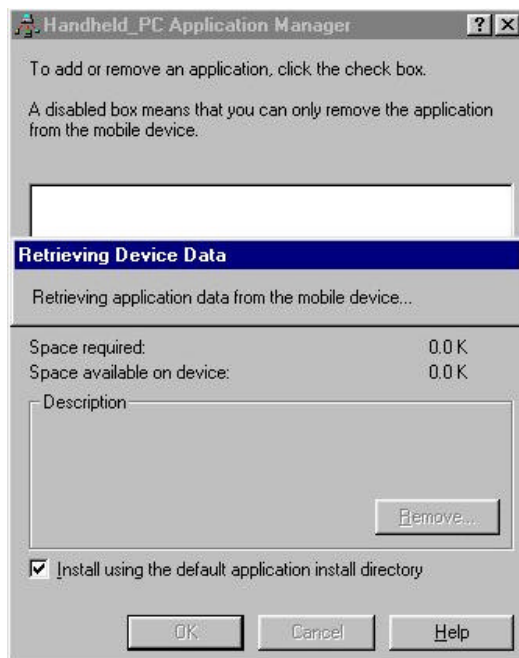 Handheld_PC Application Manager
To add or remove an application, click the check box.
A disabled box means that you can only remove the application
from the mobile device.
Retrieving Device Data
Retrieving application data from the mobile device...
Space required: 0.0 K
Space available on device: 0.0 K
Description
Remove...
Install using the default application install directory
OK Cancel Help